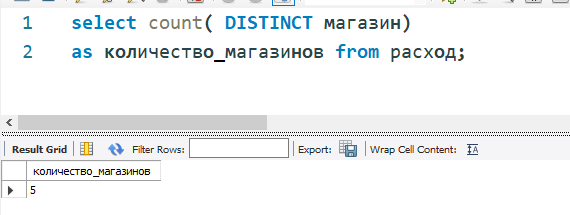 1 select count( DISTINCT магазин)
2 as количество_магазинов from расход;
Result Grid Filter Rows: Export: Wrap Cell Content:
количество_магазинов
5